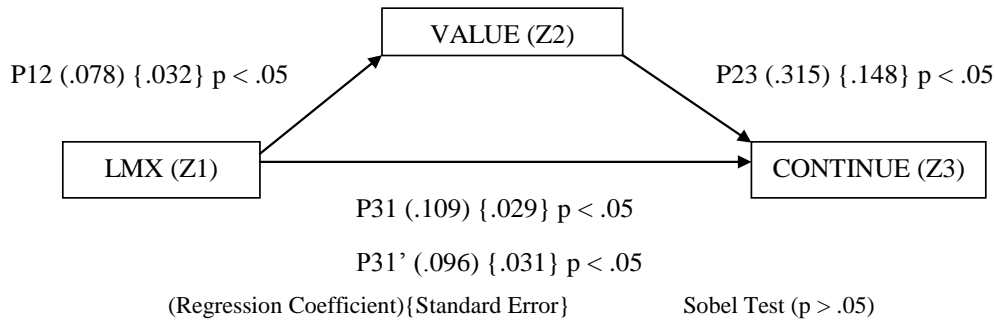 VALUE (Z2)
P12 (.078) {.032} p < .05
P23 (.315) {.148} p < .05
LMX (Z1)
CONTINUE (Z3)
P31 (.109) {.029} p < .05
P31’ (.096) {.031} p < .05
(Regression Coefficient){Standard Error}
Sobel Test (p > .05)